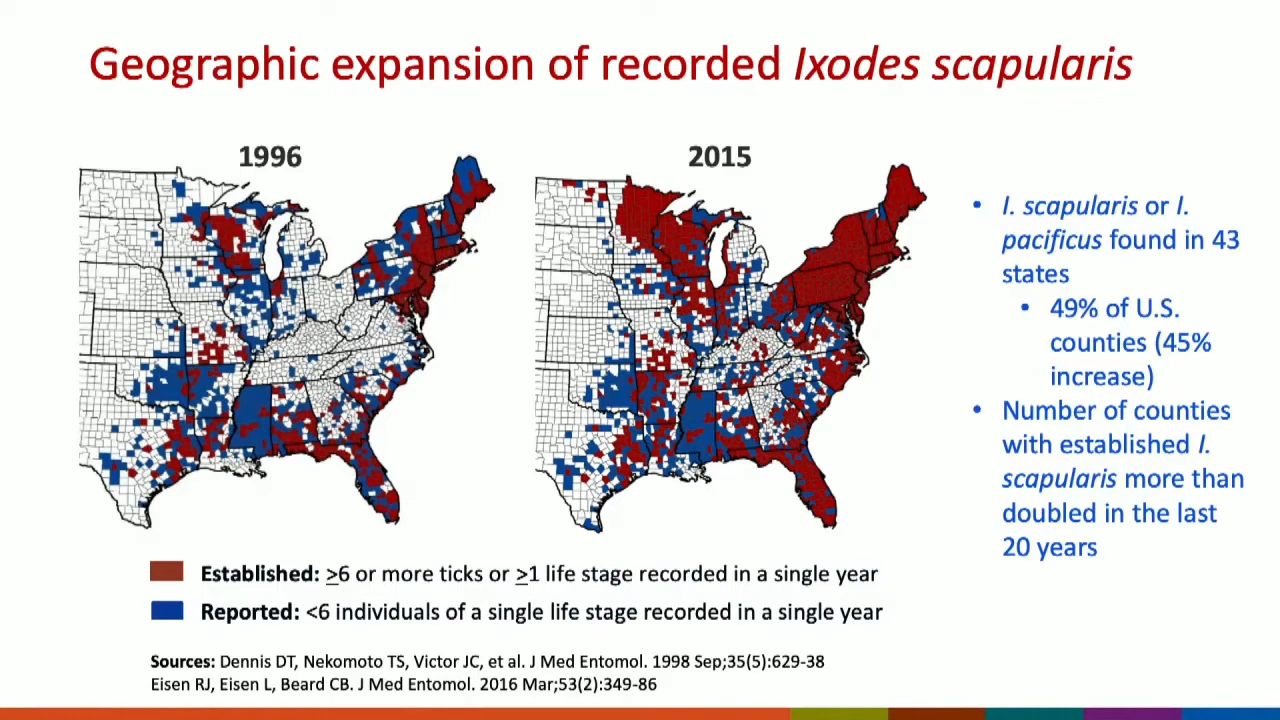 Geographic expansion of recorded Ixodes scapularis
1996
2015
• I. scapularis or I.
pacificus found in 43
states
• 49% of U.S.
counties (45%
increase)
• Number of counties
with established I.
scapularis more than
doubled in the last
20 years
Established: ≥6 or more ticks or ≥1 life stage recorded in a single year
Reported: <6 individuals of a single life stage recorded in a single year
Sources: Dennis DT, Nekomoto TS, Victor JC, et al. J Med Entomol. 1998 Sep;35(5):629-38
Eisen RJ, Eisen L, Beard CB. J Med Entomol. 2016 Mar;53(2):349-86